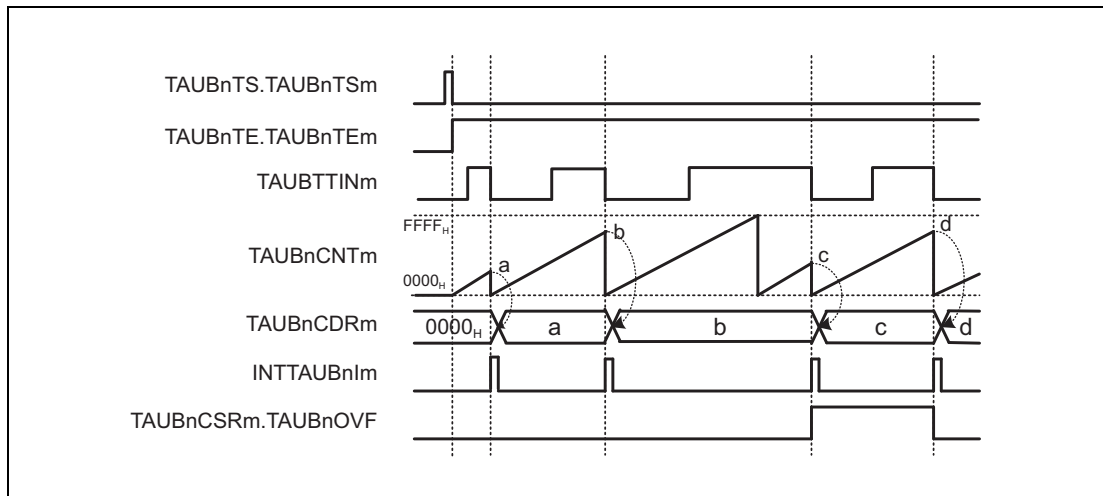 TAUBnTS.TAUBnTSm
TAUBnTE.TAUBnTEm
TAUBTTINm
FFFFH
TAUBnCNTm
0000H
a
b
c
d
TAUBnCDRm
0000H
a
b
c
d
INTTAUBnIm
TAUBnCSRm.TAUBnOVF